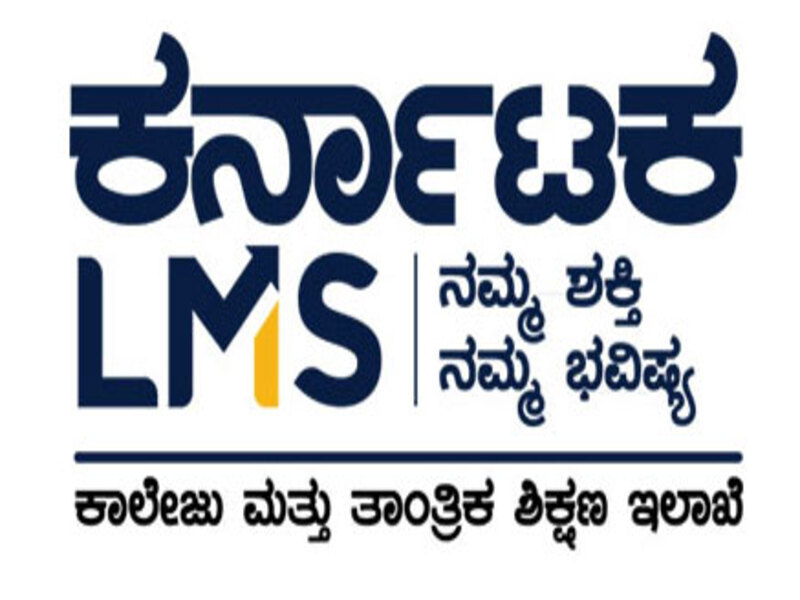 ಕರ್ನಾಟಕ
LMS
ನಮ್ಮ ಶಕ್ತಿ
ನಮ್ಮ ಭವಿಷ್ಯ
ಕಾಲೇಜು ಮತ್ತು ತಾಂತ್ರಿಕ ಶಿಕ್ಷಣ ಇಲಾಖೆ